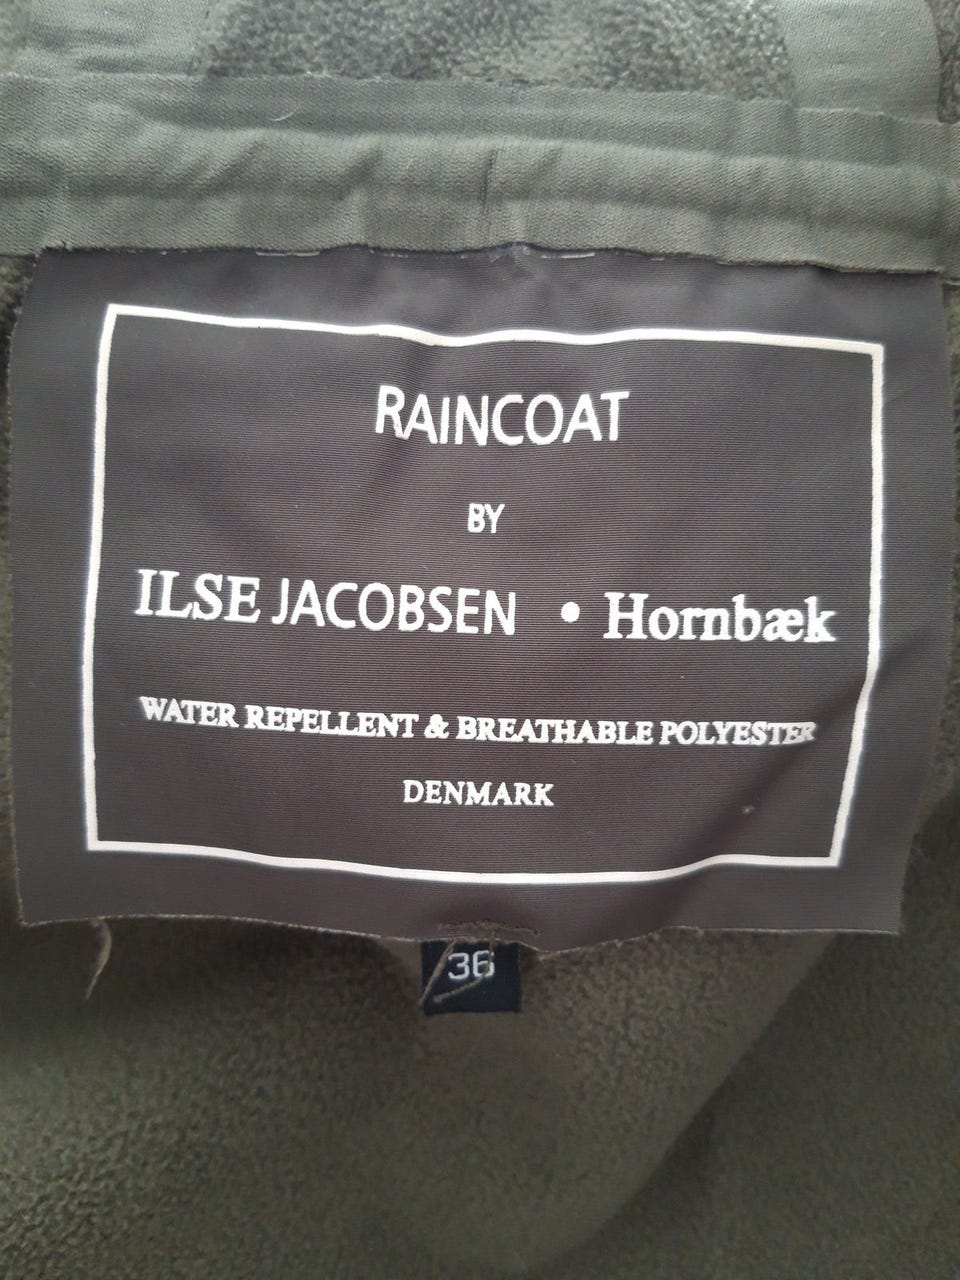 RAINCOAT
BY
ILSE JACOBSEN • Hornbæk
WATER REPELLENT & BREATHABLE POLYESTER
DENMARK
36